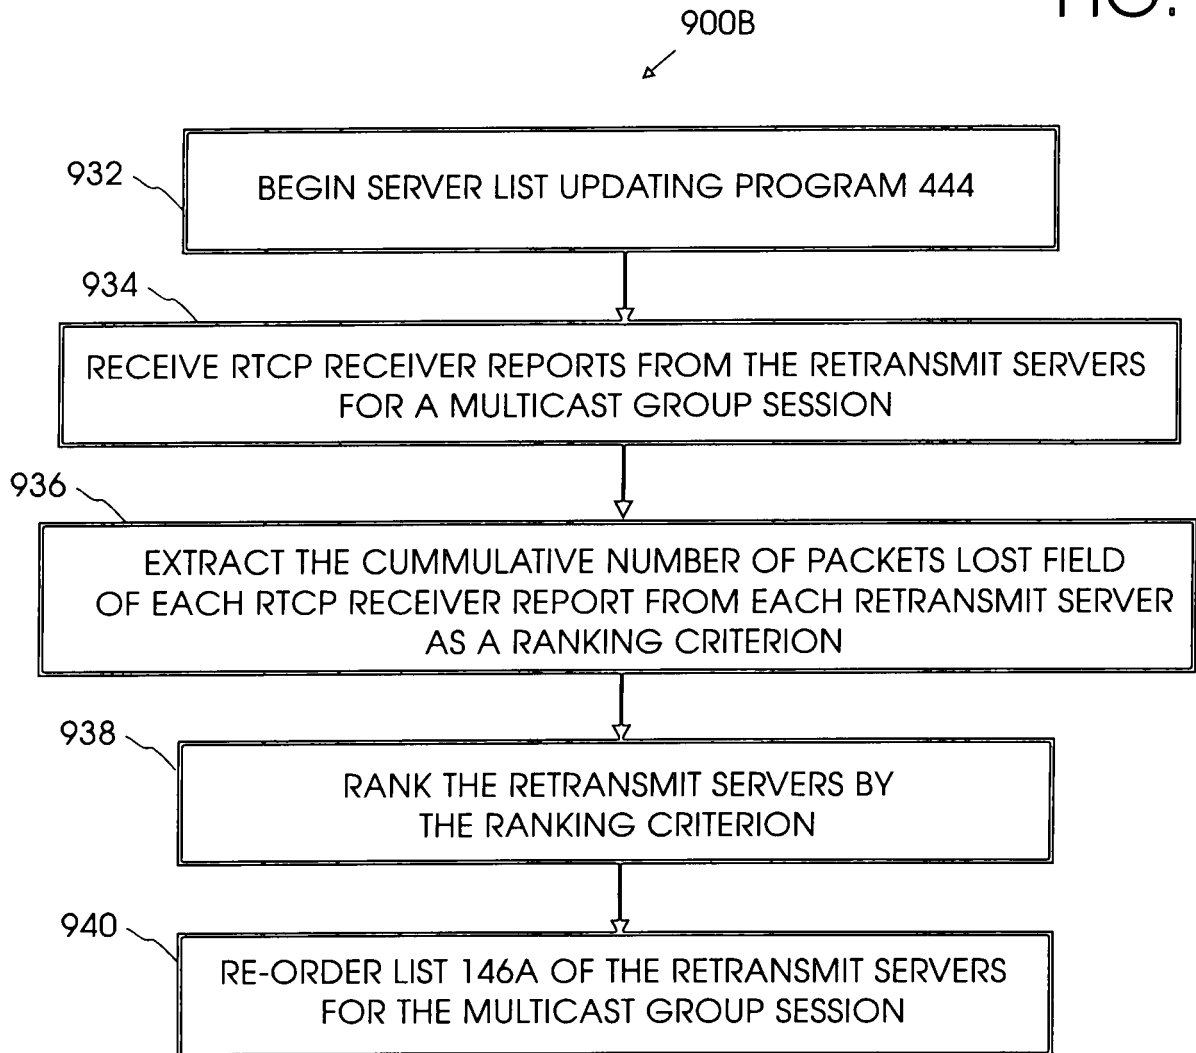 FIG.
900B
932
BEGIN SERVER LIST UPDATING PROGRAM 444
934
RECEIVE RTCP RECEIVER REPORTS FROM THE RETRANSMIT SERVERS
FOR A MULTICAST GROUP SESSION
936
EXTRACT THE CUMMULATIVE NUMBER OF PACKETS LOST FIELD
OF EACH RTCP RECEIVER REPORT FROM EACH RETRANSMIT SERVER
AS A RANKING CRITERION
938
RANK THE RETRANSMIT SERVERS BY
THE RANKING CRITERION
940
RE-ORDER LIST 146A OF THE RETRANSMIT SERVERS
FOR THE MULTICAST GROUP SESSION